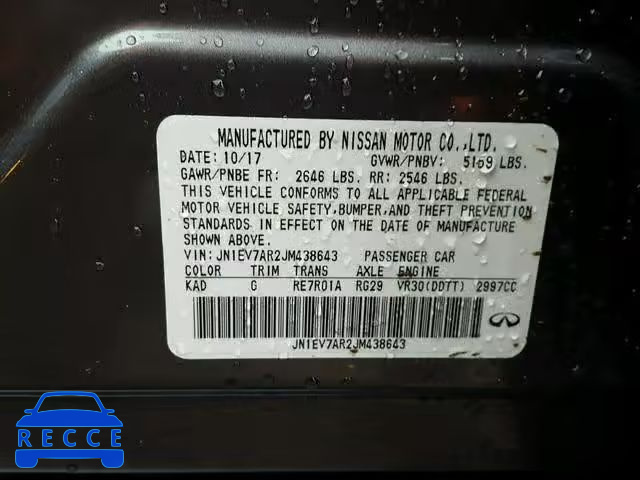 MANUFACTURED BY NISSAN MOTOR CO.,LTD.
DATE: 10/17 GVWR/PNBV: 5169 LBS.
GAWR/PNBE FR: 2646 LBS. RR: 2546 LBS.
THIS VEHICLE CONFORMS TO ALL APPLICABLE FEDERAL
MOTOR VEHICLE SAFETY, BUMPER, AND THEFT PREVENTION
STANDARDS IN EFFECT ON THE DATE OF MANUFACTURE
SHOWN ABOVE.
VIN: JN1EV7AR2JM438643 PASSENGER CAR
COLOR TRIM TRANS AXLE ENGINE
KAD G RE7R01A RG29 VR30(DDTT) 2997CC
JN1EV7AR2JM438643
RECCE